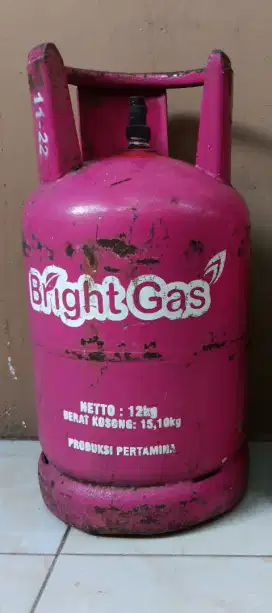 11-22
Bright Gas
NETTO : 12kg
BERAT KOSONG: 15,10kg
PRODUKSI PERTAMINA